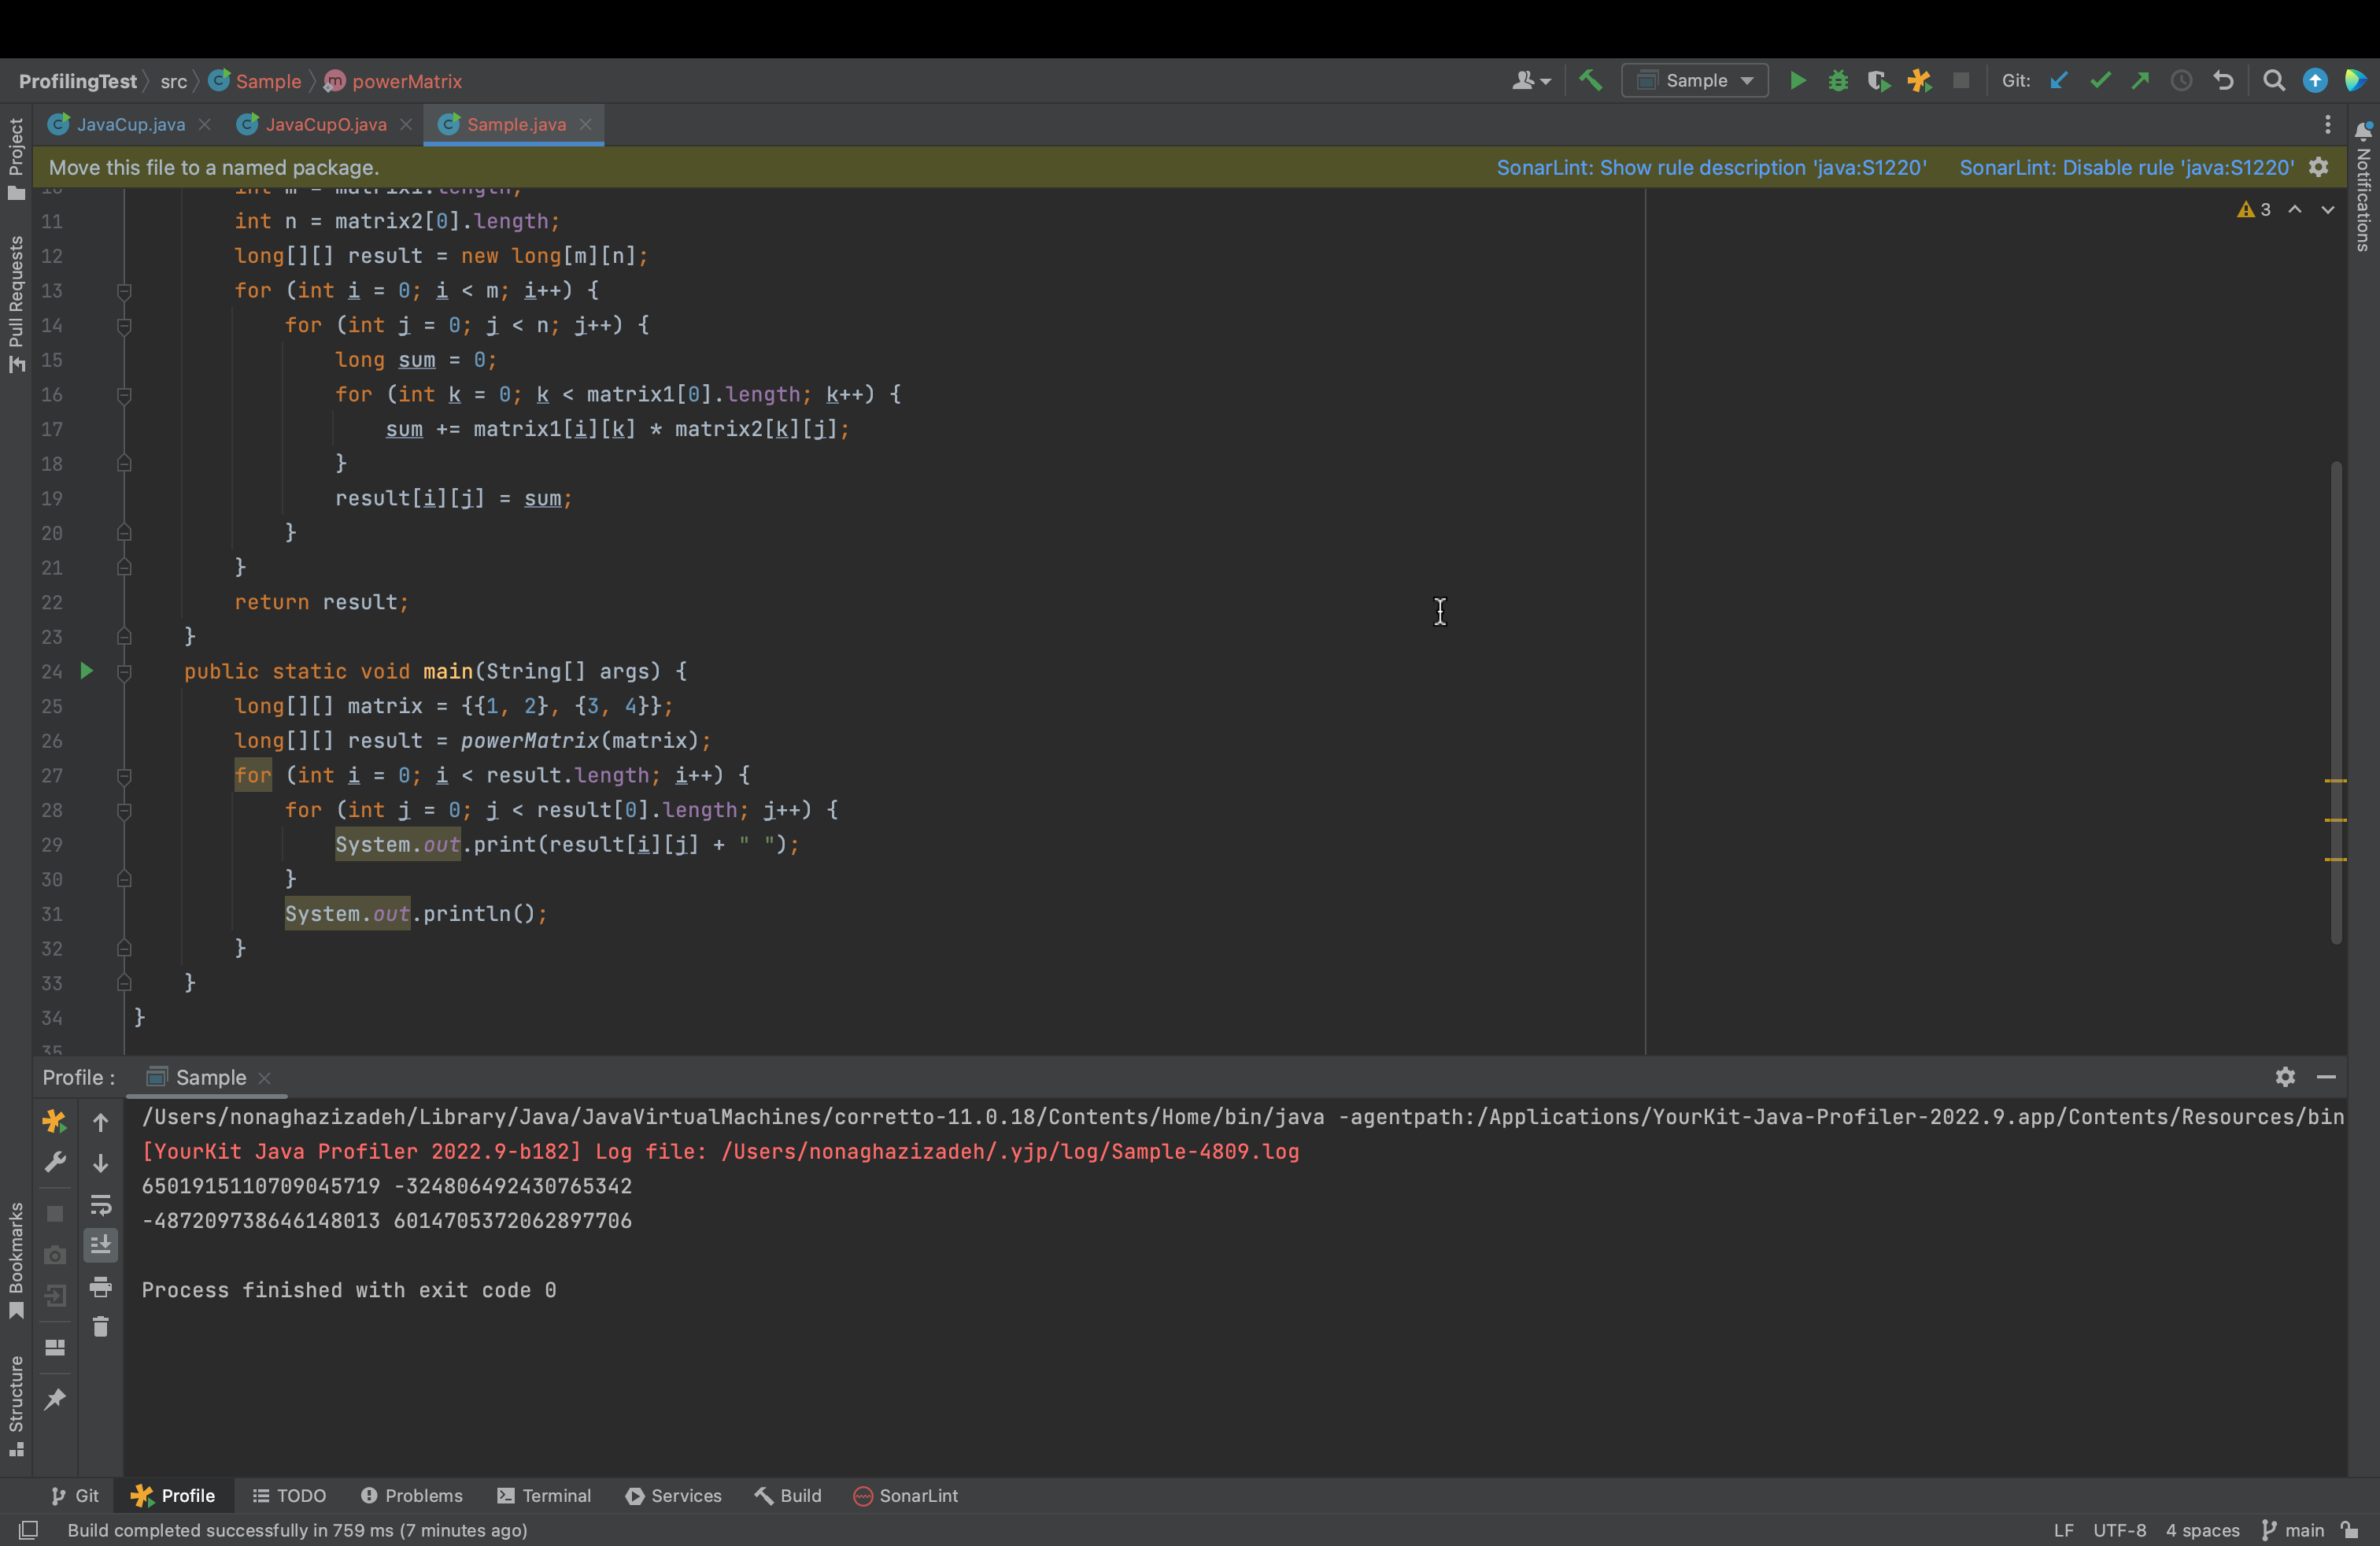 ProfilingTest src Sample powerMatrix
Sample Git:
JavaCup.java JavaCupO.java Sample.java
Move this file to a named package. SonarLint: Show rule description 'java:S1220' SonarLint: Disable rule 'java:S1220'
Project
Pull Requests
Bookmarks
Structure
Notifications
3
10 int m = matrix1.length;
11 int n = matrix2[0].length;
12 long[][] result = new long[m][n];
13 for (int i = 0; i < m; i++) {
14 for (int j = 0; j < n; j++) {
15 long sum = 0;
16 for (int k = 0; k < matrix1[0].length; k++) {
17 sum += matrix1[i][k] * matrix2[k][j];
18 }
19 result[i][j] = sum;
20 }
21 }
22 return result;
23 }
24 public static void main(String[] args) {
25 long[][] matrix = {{1, 2}, {3, 4}};
26 long[][] result = powerMatrix(matrix);
27 for (int i = 0; i < result.length; i++) {
28 for (int j = 0; j < result[0].length; j++) {
29 System.out.print(result[i][j] + " ");
30 }
31 System.out.println();
32 }
33 }
34 }
35
Profile : Sample
/Users/nonaghazizadeh/Library/Java/JavaVirtualMachines/corretto-11.0.18/Contents/Home/bin/java -agentpath:/Applications/YourKit-Java-Profiler-2022.9.app/Contents/Resources/bin
[YourKit Java Profiler 2022.9-b182] Log file: /Users/nonaghazizadeh/.yjp/log/Sample-4809.log
6501915110709045719 -324806492430765342
-487209738646148013 6014705372062897706
Process finished with exit code 0
Git Profile TODO Problems Terminal Services Build SonarLint
Build completed successfully in 759 ms (7 minutes ago) LF UTF-8 4 spaces main